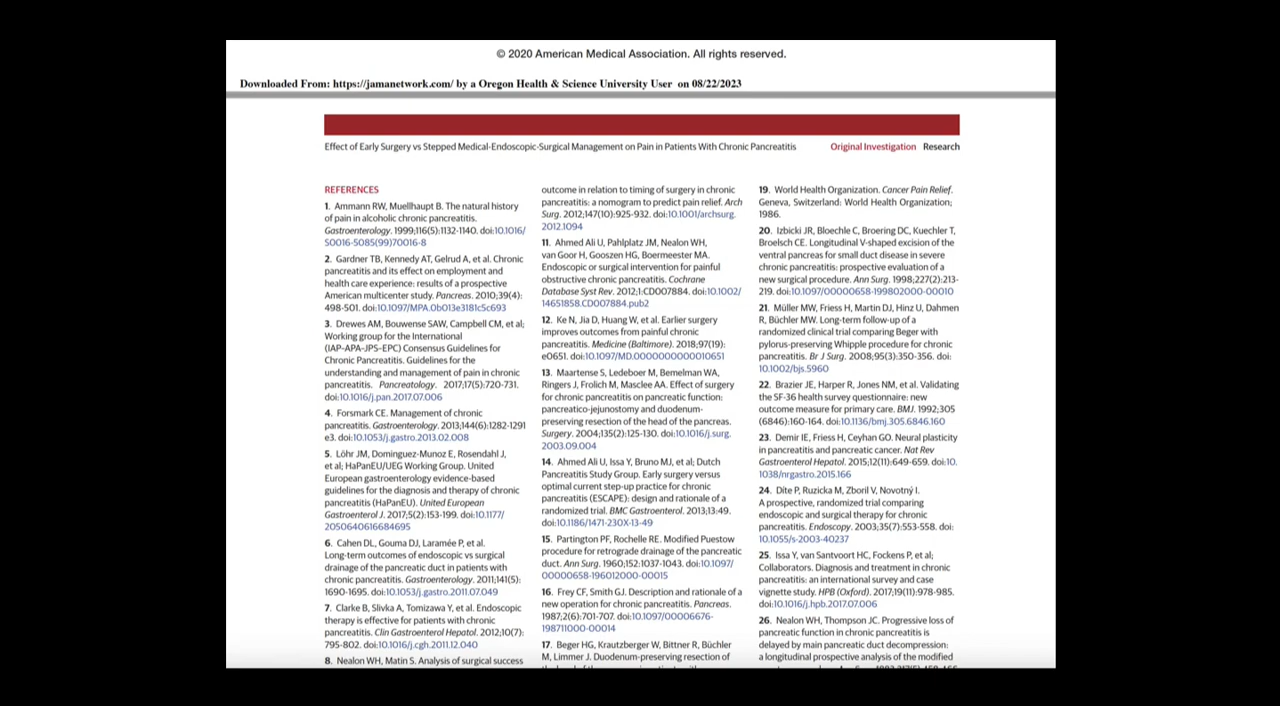 © 2020 American Medical Association. All rights reserved.
Downloaded From: https://jamanetwork.com/ by a Oregon Health & Science University User on 08/22/2023
Effect of Early Surgery vs Stepped Medical-Endoscopic-Surgical Management on Pain in Patients With Chronic Pancreatitis
Original Investigation Research
REFERENCES
1. Ammann RW, Muellhaupt B. The natural history
of pain in alcoholic chronic pancreatitis.
Gastroenterology. 1999;116(5):1132-1140. doi:10.1016/
S0016-5085(99)70016-8
2. Gardner TB, Kennedy AT, Gelrud A, et al. Chronic
pancreatitis and its effect on employment and
health care experience: results of a prospective
American multicenter study. Pancreas. 2010;39(4):
498-501. doi:10.1097/MPA.0b013e3181c5c693
3. Drewes AM, Bouwense SAW, Campbell CM, et al;
Working group for the International
(IAP-APA-JPS-EPC) Consensus Guidelines for
Chronic Pancreatitis. Guidelines for the
understanding and management of pain in chronic
pancreatitis. Pancreatology. 2017;17(5):720-731.
doi:10.1016/j.pan.2017.07.006
4. Forsmark CE. Management of chronic
pancreatitis. Gastroenterology. 2013;144(6):1282-1291
e3. doi:10.1053/j.gastro.2013.02.008
5. Löhr JM, Dominguez-Munoz E, Rosendahl J,
et al; HaPanEU/UEG Working Group. United
European gastroenterology evidence-based
guidelines for the diagnosis and therapy of chronic
pancreatitis (HaPanEU). United European
Gastroenterol J. 2017;5(2):153-199. doi:10.1177/
2050640616684695
6. Cahen DL, Gouma DJ, Laramée P, et al.
Long-term outcomes of endoscopic vs surgical
drainage of the pancreatic duct in patients with
chronic pancreatitis. Gastroenterology. 2011;141(5):
1690-1695. doi:10.1053/j.gastro.2011.07.049
7. Clarke B, Slivka A, Tomizawa Y, et al. Endoscopic
therapy is effective for patients with chronic
pancreatitis. Clin Gastroenterol Hepatol. 2012;10(7):
795-802. doi:10.1016/j.cgh.2011.12.040
8. Nealon WH, Matin S. Analysis of surgical success
outcome in relation to timing of surgery in chronic
pancreatitis: a nomogram to predict pain relief. Arch
Surg. 2012;147(10):925-932. doi:10.1001/archsurg.
2012.1094
11. Ahmed Ali U, Pahlplatz JM, Nealon WH,
van Goor H, Gooszen HG, Boermeester MA.
Endoscopic or surgical intervention for painful
obstructive chronic pancreatitis. Cochrane
Database Syst Rev. 2012;1:CD007884. doi:10.1002/
14651858.CD007884.pub2
12. Ke N, Jia D, Huang W, et al. Earlier surgery
improves outcomes from painful chronic
pancreatitis. Medicine (Baltimore). 2018;97(19):
e0651. doi:10.1097/MD.0000000000010651
13. Maartense S, Ledeboer M, Bemelman WA,
Ringers J, Frolich M, Masclee AA. Effect of surgery
for chronic pancreatitis on pancreatic function:
pancreatico-jejunostomy and duodenum-
preserving resection of the head of the pancreas.
Surgery. 2004;135(2):125-130. doi:10.1016/j.surg.
2003.09.004
14. Ahmed Ali U, Issa Y, Bruno MJ, et al; Dutch
Pancreatitis Study Group. Early surgery versus
optimal current step-up practice for chronic
pancreatitis (ESCAPE): design and rationale of a
randomized trial. BMC Gastroenterol. 2013;13:49.
doi:10.1186/1471-230X-13-49
15. Partington PF, Rochelle RE. Modified Puestow
procedure for retrograde drainage of the pancreatic
duct. Ann Surg. 1960;152:1037-1043. doi:10.1097/
00000658-196012000-00015
16. Frey CF, Smith GJ. Description and rationale of a
new operation for chronic pancreatitis. Pancreas.
1987;2(6):701-707. doi:10.1097/00006676-
198711000-00014
17. Beger HG, Krautzberger W, Bittner R, Büchler
M, Limmer J. Duodenum-preserving resection of
19. World Health Organization. Cancer Pain Relief.
Geneva, Switzerland: World Health Organization;
1986.
20. Izbicki JR, Bloechle C, Broering DC, Kuechler T,
Broelsch CE. Longitudinal V-shaped excision of the
ventral pancreas for small duct disease in severe
chronic pancreatitis: prospective evaluation of a
new surgical procedure. Ann Surg. 1998;227(2):213-
219. doi:10.1097/00000658-199802000-00010
21. Müller MW, Friess H, Martin DJ, Hinz U, Dahmen
R, Büchler MW. Long-term follow-up of a
randomized clinical trial comparing Beger with
pylorus-preserving Whipple procedure for chronic
pancreatitis. Br J Surg. 2008;95(3):350-356. doi:
10.1002/bjs.5960
22. Brazier JE, Harper R, Jones NM, et al. Validating
the SF-36 health survey questionnaire: new
outcome measure for primary care. BMJ. 1992;305
(6846):160-164. doi:10.1136/bmj.305.6846.160
23. Demir IE, Friess H, Ceyhan GO. Neural plasticity
in pancreatitis and pancreatic cancer. Nat Rev
Gastroenterol Hepatol. 2015;12(11):649-659. doi:10.
1038/nrgastro.2015.166
24. Díte P, Ruzicka M, Zboril V, Novotný I.
A prospective, randomized trial comparing
endoscopic and surgical therapy for chronic
pancreatitis. Endoscopy. 2003;35(7):553-558. doi:
10.1055/s-2003-40237
25. Issa Y, van Santvoort HC, Fockens P, et al;
Collaborators. Diagnosis and treatment in chronic
pancreatitis: an international survey and case
vignette study. HPB (Oxford). 2017;19(11):978-985.
doi:10.1016/j.hpb.2017.07.006
26. Nealon WH, Thompson JC. Progressive loss of
pancreatic function in chronic pancreatitis is
delayed by main pancreatic duct decompression:
a longitudinal prospective analysis of the modified